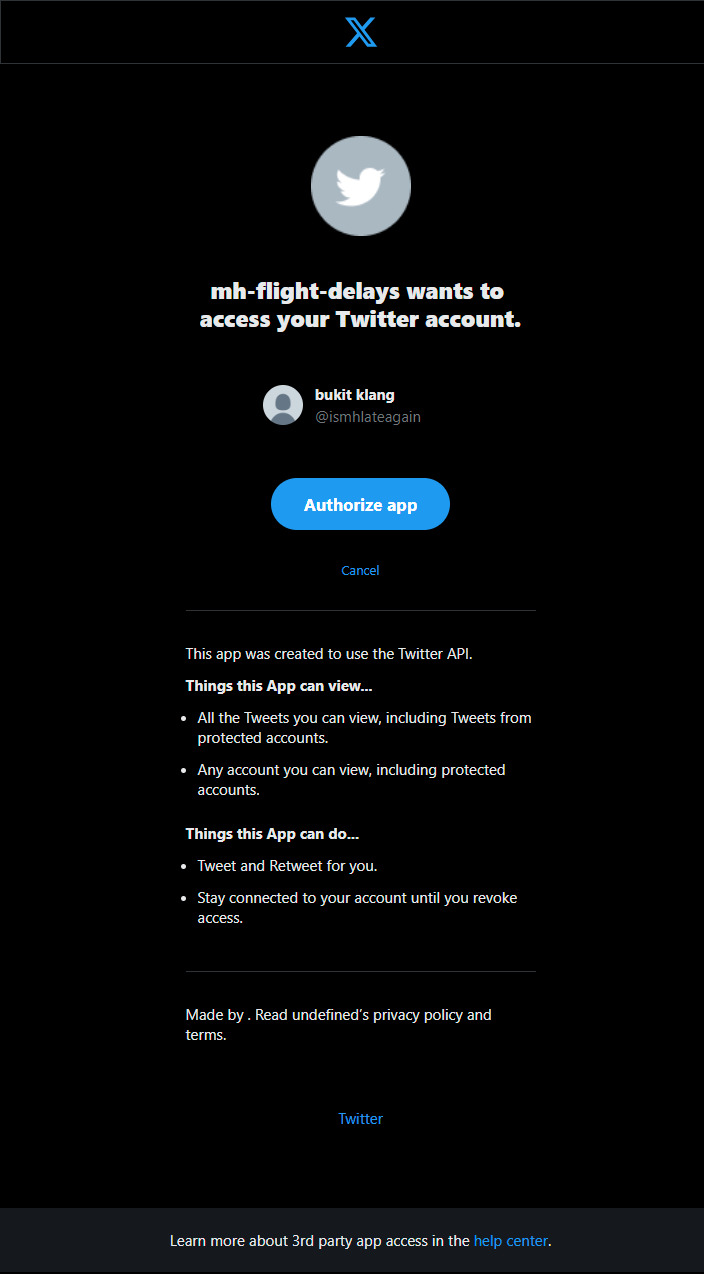 mh-flight-delays wants to
access your Twitter account.
bukit klang
@ismhlateagain
Authorize app
Cancel
This app was created to use the Twitter API.
Things this App can view...
• All the Tweets you can view, including Tweets from
protected accounts.
• Any account you can view, including protected
accounts.
Things this App can do...
• Tweet and Retweet for you.
• Stay connected to your account until you revoke
access.
Made by . Read undefined’s privacy policy and
terms.
Twitter
Learn more about 3rd party app access in the help center.